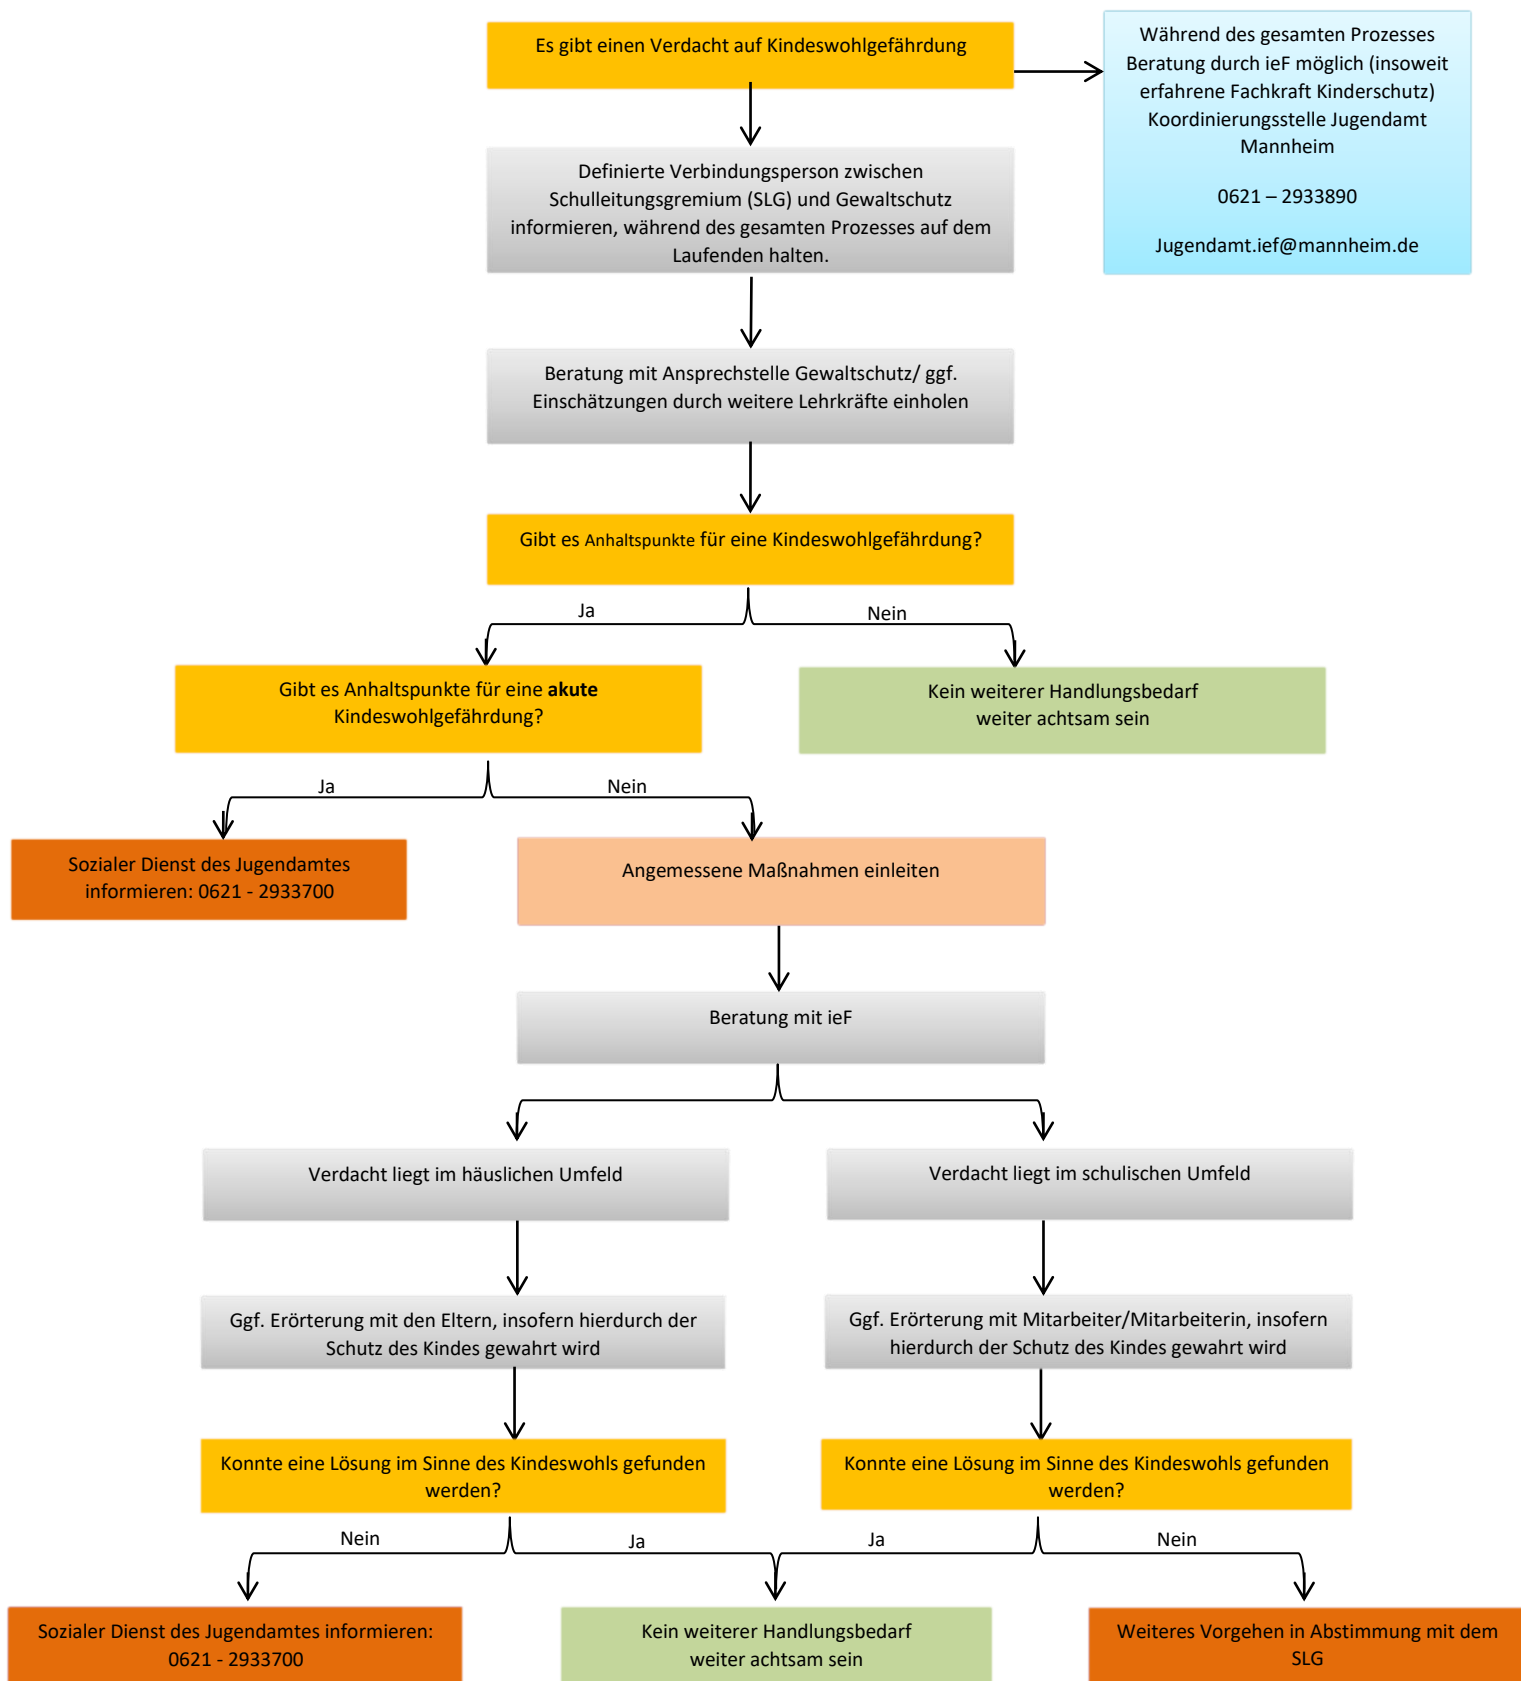 Es gibt einen Verdacht auf Kindeswohlgefährdung
Während des gesamten Prozesses
Beratung durch ieF möglich (insoweit
erfahrene Fachkraft Kinderschutz)
Koordinierungsstelle Jugendamt
Mannheim
0621 – 2933890
Jugendamt.ief@mannheim.de
Definierte Verbindungsperson zwischen
Schulleitungsgremium (SLG) und Gewaltschutz
informieren, während des gesamten Prozesses auf dem
Laufenden halten.
Beratung mit Ansprechstelle Gewaltschutz/ ggf.
Einschätzungen durch weitere Lehrkräfte einholen
Gibt es Anhaltspunkte für eine Kindeswohlgefährdung?
Ja
Nein
Gibt es Anhaltspunkte für eine akute
Kindeswohlgefährdung?
Kein weiterer Handlungsbedarf
weiter achtsam sein
Ja
Nein
Sozialer Dienst des Jugendamtes
informieren: 0621 - 2933700
Angemessene Maßnahmen einleiten
Beratung mit ieF
Verdacht liegt im häuslichen Umfeld
Verdacht liegt im schulischen Umfeld
Ggf. Erörterung mit den Eltern, insofern hierdurch der
Schutz des Kindes gewahrt wird
Ggf. Erörterung mit Mitarbeiter/Mitarbeiterin, insofern
hierdurch der Schutz des Kindes gewahrt wird
Konnte eine Lösung im Sinne des Kindeswohls gefunden
werden?
Konnte eine Lösung im Sinne des Kindeswohls gefunden
werden?
Nein
Ja
Ja
Nein
Sozialer Dienst des Jugendamtes informieren:
0621 - 2933700
Kein weiterer Handlungsbedarf
weiter achtsam sein
Weiteres Vorgehen in Abstimmung mit dem
SLG